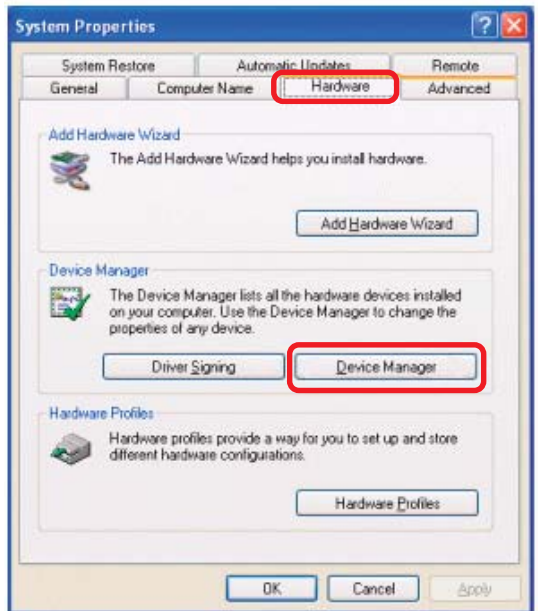 System Properties
System Restore Automatic Updates Remote
General Computer Name Hardware Advanced
Add Hardware Wizard
The Add Hardware Wizard helps you install hardware.
Add Hardware Wizard
Device Manager
The Device Manager lists all the hardware devices installed
on your computer. Use the Device Manager to change the
properties of any device.
Driver Signing Device Manager
Hardware Profiles
Hardware profiles provide a way for you to set up and store
different hardware configurations.
Hardware Profiles
OK Cancel Apply